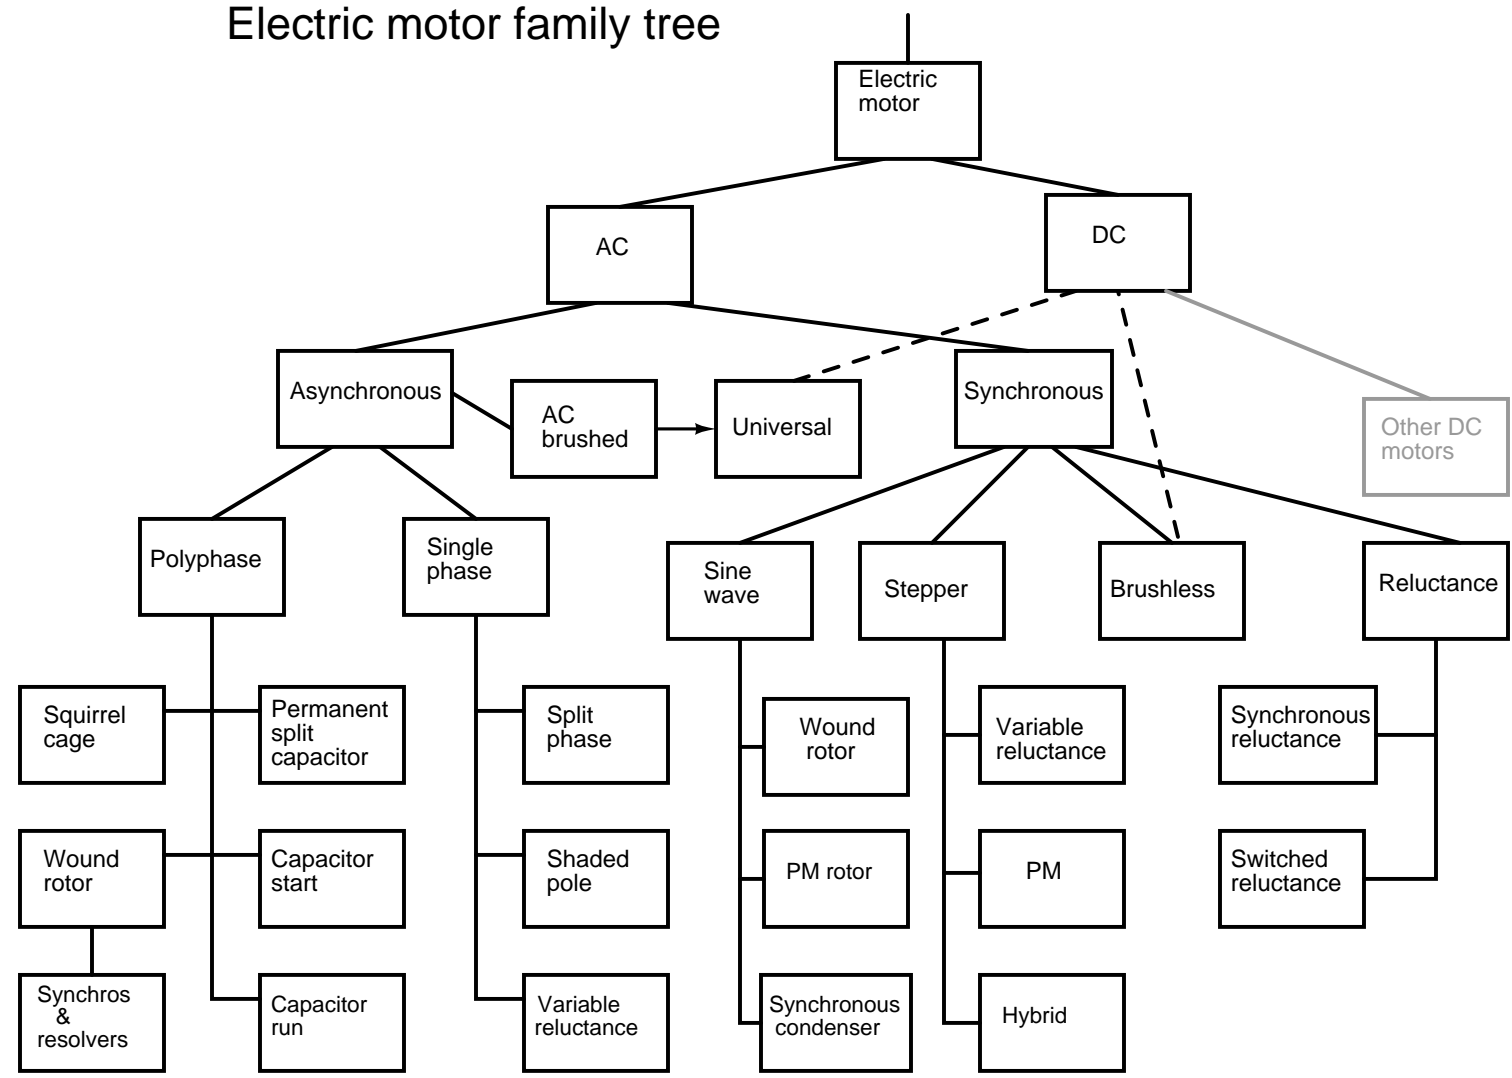 Electric motor family tree
Electric
motor
AC
DC
Asynchronous
AC
brushed
Universal
Synchronous
Other DC
motors
Polyphase
Single
phase
Sine
wave
Stepper
Brushless
Reluctance
Squirrel
cage
Permanent
split
capacitor
Split
phase
Wound
rotor
Variable
reluctance
Synchronous
reluctance
Wound
rotor
Capacitor
start
Shaded
pole
PM rotor
PM
Switched
reluctance
Synchros
&
resolvers
Capacitor
run
Variable
reluctance
Synchronous
condenser
Hybrid